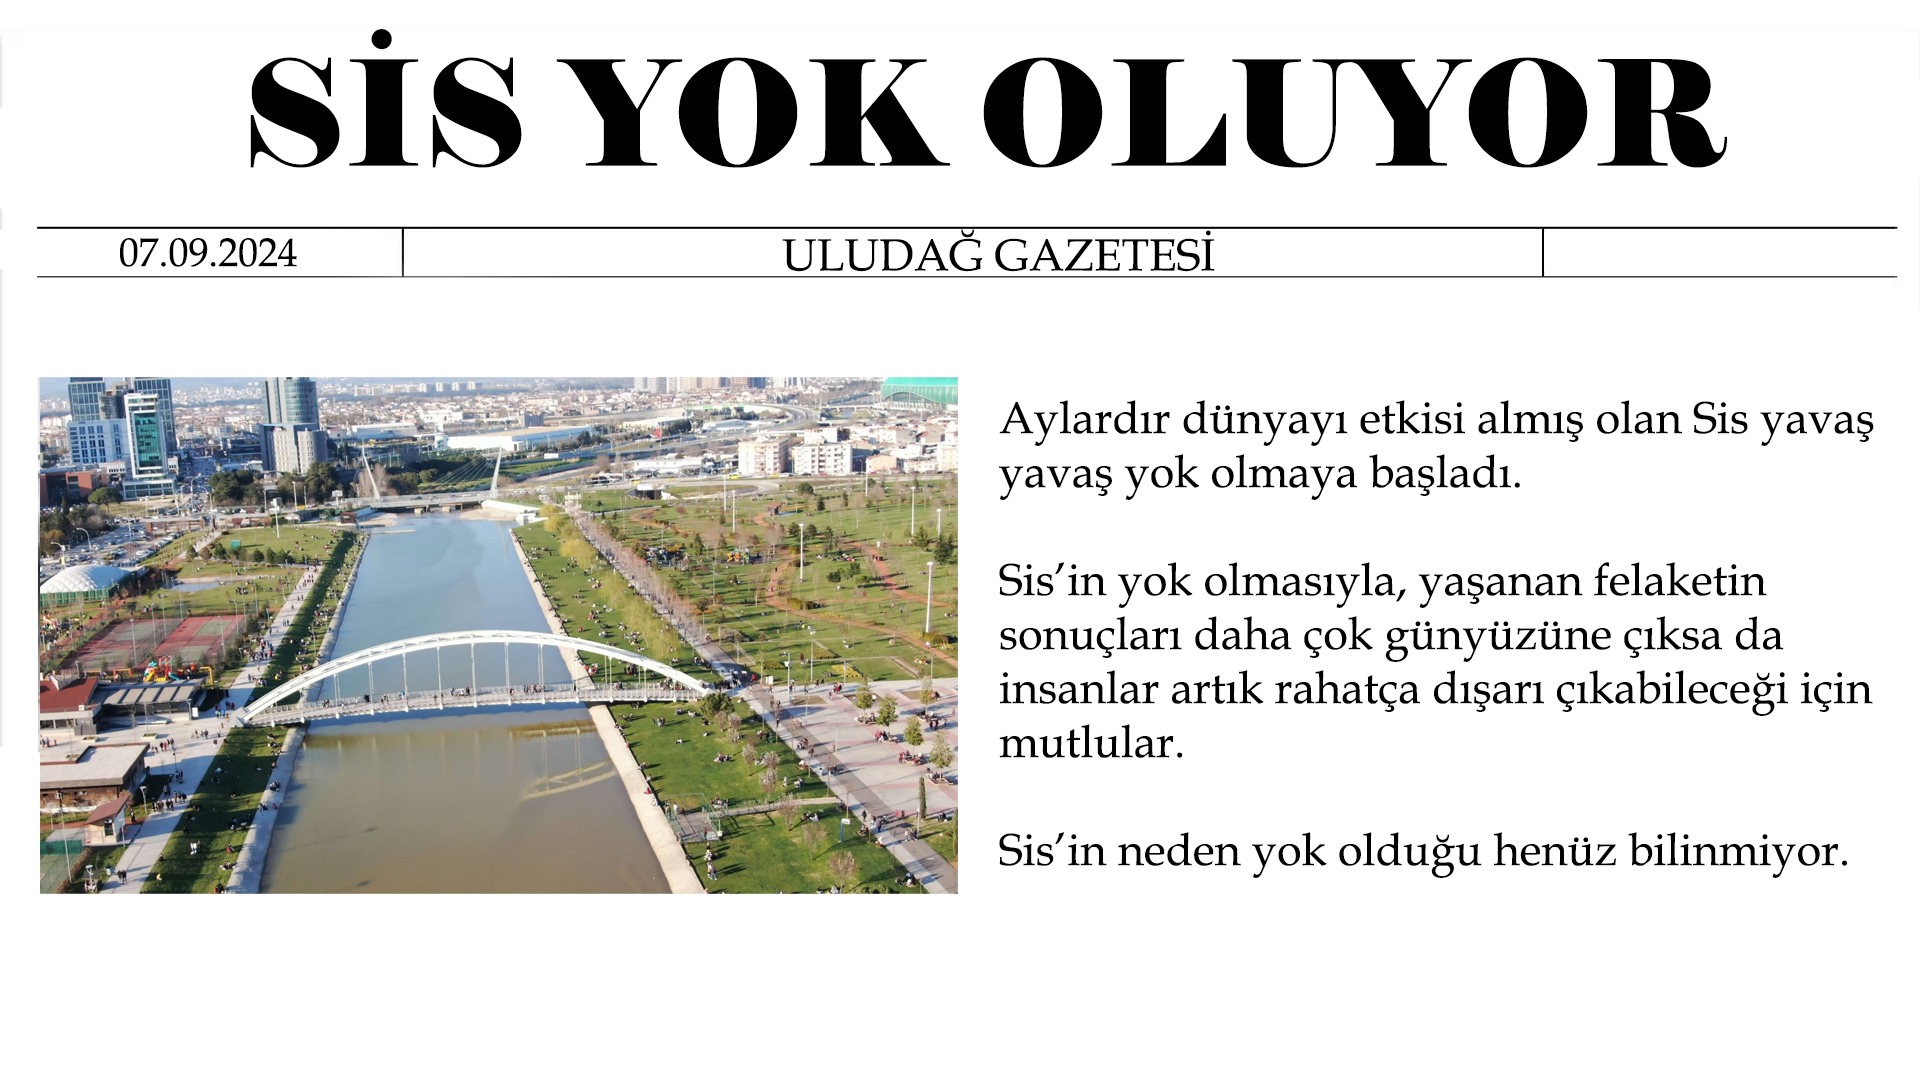 SİS YOK OLUYOR
07.09.2024
ULUDAĞ GAZETESİ
Aylardır dünyayı etkisi almış olan Sis yavaş
yavaş yok olmaya başladı.
Sis’in yok olmasıyla, yaşanan felaketin
sonuçları daha çok günyüzüne çıksa da
insanlar artık rahatça dışarı çıkabileceği için
mutlular.
Sis’in neden yok olduğu henüz bilinmiyor.